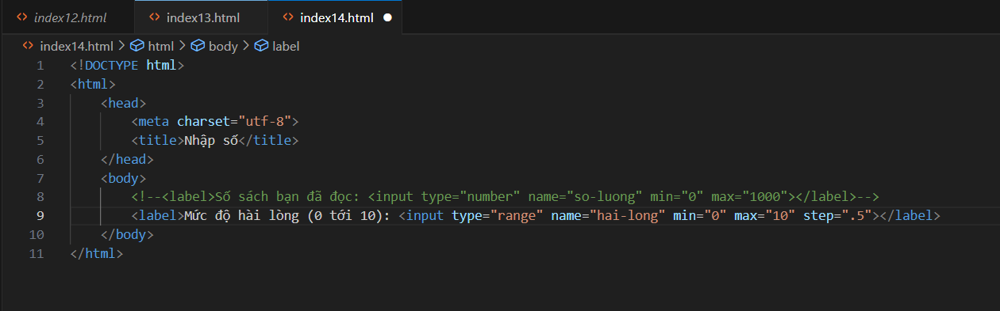 index12.html index13.html index14.html
index14.html > html > body > label
1 <!DOCTYPE html>
2 <html>
3 <head>
4 <meta charset="utf-8">
5 <title>Nhập số</title>
6 </head>
7 <body>
8 <!--<label>Số sách bạn đã đọc: <input type="number" name="so-luong" min="0" max="1000"></label>-->
9 <label>Mức độ hài lòng (0 tới 10): <input type="range" name="hai-long" min="0" max="10" step=".5"></label>
10 </body>
11 </html>